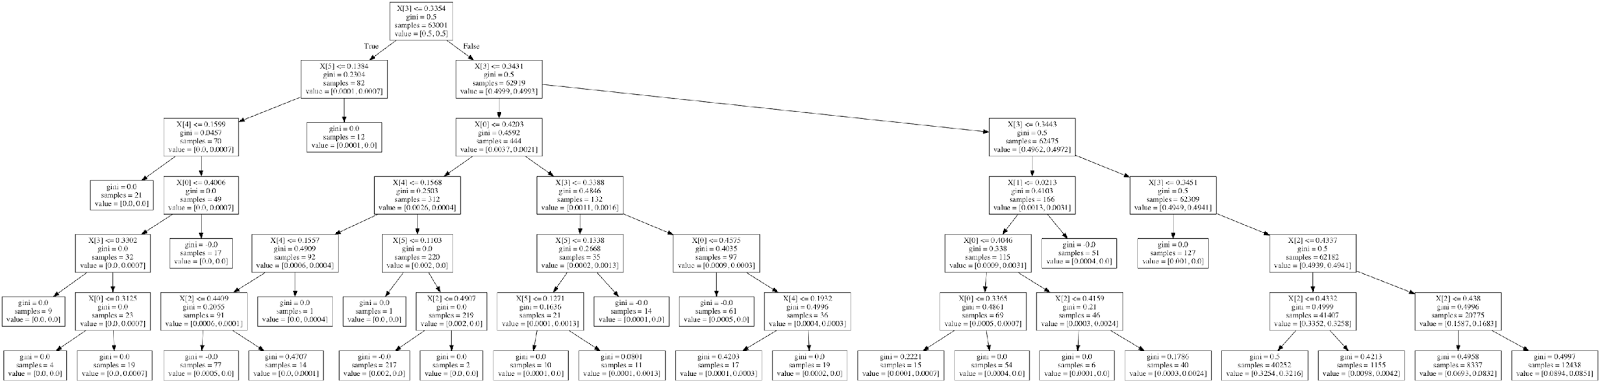 X[3] <= 0.3354
gini = 0.5
samples = 63001
value = [0.5, 0.5]
True
False
X[5] <= 0.1384
gini = 0.2304
samples = 82
value = [0.0001, 0.0007]
X[3] <= 0.3431
gini = 0.5
samples = 62919
value = [0.4999, 0.4993]
X[4] <= 0.1599
gini = 0.0457
samples = 70
value = [0.0, 0.0007]
gini = 0.0
samples = 12
value = [0.0001, 0.0]
X[0] <= 0.4203
gini = 0.4592
samples = 444
value = [0.0037, 0.0021]
X[3] <= 0.3443
gini = 0.5
samples = 62475
value = [0.4962, 0.4972]
gini = 0.0
samples = 21
value = [0.0, 0.0]
X[0] <= 0.4006
gini = 0.0
samples = 49
value = [0.0, 0.0007]
X[4] <= 0.1568
gini = 0.2503
samples = 312
value = [0.0026, 0.0004]
X[3] <= 0.3388
gini = 0.4846
samples = 132
value = [0.0011, 0.0016]
X[1] <= 0.0213
gini = 0.4103
samples = 166
value = [0.0013, 0.0031]
X[3] <= 0.3451
gini = 0.5
samples = 62309
value = [0.4949, 0.4941]
X[3] <= 0.3302
gini = 0.0
samples = 32
value = [0.0, 0.0007]
gini = -0.0
samples = 17
value = [0.0, 0.0]
X[4] <= 0.1557
gini = 0.4909
samples = 92
value = [0.0006, 0.0004]
X[5] <= 0.1103
gini = 0.0
samples = 220
value = [0.002, 0.0]
X[5] <= 0.1338
gini = 0.2668
samples = 35
value = [0.0002, 0.0013]
X[0] <= 0.4575
gini = 0.4035
samples = 97
value = [0.0009, 0.0003]
X[0] <= 0.4046
gini = 0.3385
samples = 115
value = [0.0009, 0.0031]
gini = -0.0
samples = 51
value = [0.0004, 0.0]
gini = 0.0
samples = 127
value = [0.001, 0.0]
X[2] <= 0.4337
gini = 0.5
samples = 62182
value = [0.4939, 0.4941]
gini = 0.0
samples = 9
value = [0.0, 0.0]
X[0] <= 0.3125
gini = 0.0
samples = 23
value = [0.0, 0.0007]
X[2] <= 0.4409
gini = 0.2055
samples = 91
value = [0.0006, 0.0001]
gini = 0.0
samples = 1
value = [0.0, 0.0004]
gini = 0.0
samples = 1
value = [0.0, 0.0]
X[2] <= 0.4907
gini = 0.0
samples = 219
value = [0.002, 0.0]
X[5] <= 0.1271
gini = 0.1636
samples = 21
value = [0.0001, 0.0013]
gini = -0.0
samples = 14
value = [0.0001, 0.0]
gini = -0.0
samples = 61
value = [0.0005, 0.0]
X[4] <= 0.1932
gini = 0.4996
samples = 36
value = [0.0004, 0.0003]
X[0] <= 0.3365
gini = 0.4861
samples = 69
value = [0.0005, 0.0007]
X[2] <= 0.4159
gini = 0.21
samples = 46
value = [0.0003, 0.0024]
X[2] <= 0.4332
gini = 0.4999
samples = 41407
value = [0.3352, 0.3258]
X[2] <= 0.438
gini = 0.4996
samples = 20775
value = [0.1587, 0.1683]
gini = 0.0
samples = 4
value = [0.0, 0.0]
gini = 0.0
samples = 19
value = [0.0, 0.0007]
gini = -0.0
samples = 77
value = [0.0005, 0.0]
gini = 0.4707
samples = 14
value = [0.0, 0.0001]
gini = -0.0
samples = 217
value = [0.002, 0.0]
gini = 0.0
samples = 2
value = [0.0, 0.0]
gini = 0.0
samples = 10
value = [0.0001, 0.0]
gini = 0.0801
samples = 11
value = [0.0001, 0.0013]
gini = 0.4203
samples = 17
value = [0.0001, 0.0003]
gini = 0.0
samples = 19
value = [0.0002, 0.0]
gini = 0.2221
samples = 15
value = [0.0001, 0.0007]
gini = 0.0
samples = 54
value = [0.0004, 0.0]
gini = 0.0
samples = 6
value = [0.0001, 0.0]
gini = 0.1786
samples = 40
value = [0.0003, 0.0024]
gini = 0.5
samples = 40252
value = [0.3254, 0.3216]
gini = 0.4213
samples = 1155
value = [0.0098, 0.0042]
gini = 0.4958
samples = 8337
value = [0.0693, 0.0832]
gini = 0.4997
samples = 12438
value = [0.0894, 0.0851]